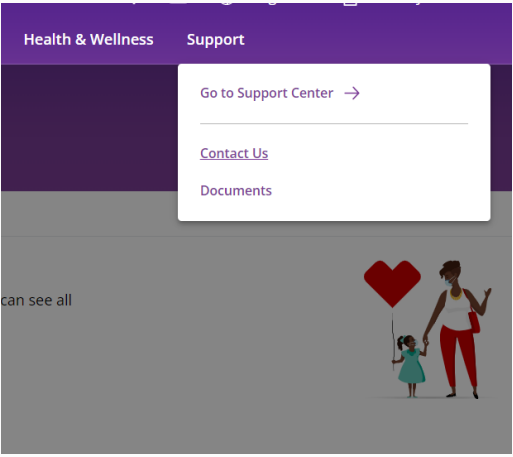 Health & Wellness Support
Go to Support Center
Contact Us
Documents
can see all